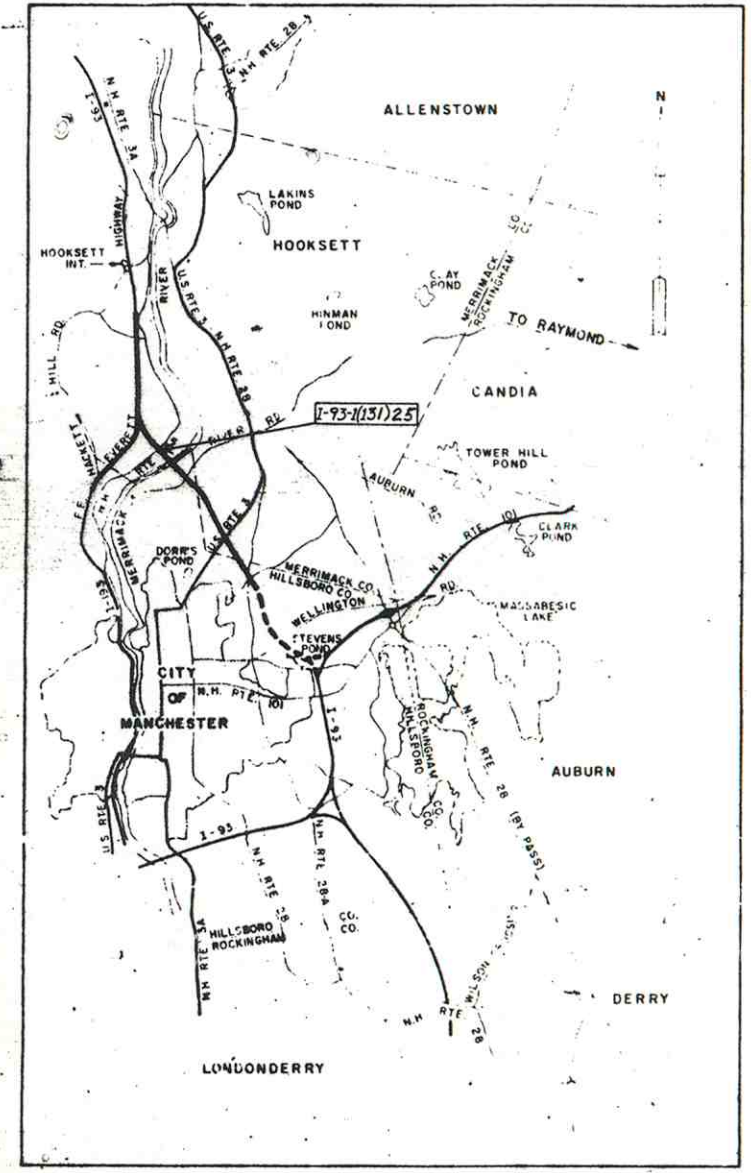 U.S. RTE. 3
N H RTE. 28
I-93
N H RTE 3A
ALLENSTOWN
N
LAKINS
POND
HOOKSETT
HIGHWAY
HOOKSETT
INT.
RIVER
MERRIMACK
ROCKINGHAM
CO
CO
POND
HINMAN
POND
TO RAYMOND
U.S. RTE. 3
N.H. RTE. 28
HILL RD
CANDIA
I-93-1(131)25
RIVER RD
F.E.
EVERETT
HACKETT
N H
RTE
TOWER HILL
POND
AUBURN RD
MERRIMACK
U.S. RTE 3
N.H. RTE. 101
CLARK
POND
DORR'S
POND
MERRIMACK CO.
HILLSBORO CO.
WELLINGTON
RD
MASSABESIC
LAKE
STEVENS
POND
CITY
OF
MANCHESTER
N.H. RTE. 101
I-93
ROCKINGHAM CO.
HILLSBORO CO.
N.H. RTE. 28 (BY PASS)
AUBURN
U.S. RTE 3
I-93
N H RTE 28
N H RTE 28-A
CO.
CO.
HILLSBORO
ROCKINGHAM
N H RTE 3A
WILSON
N.H RTE
28
DERRY
LONDONDERRY